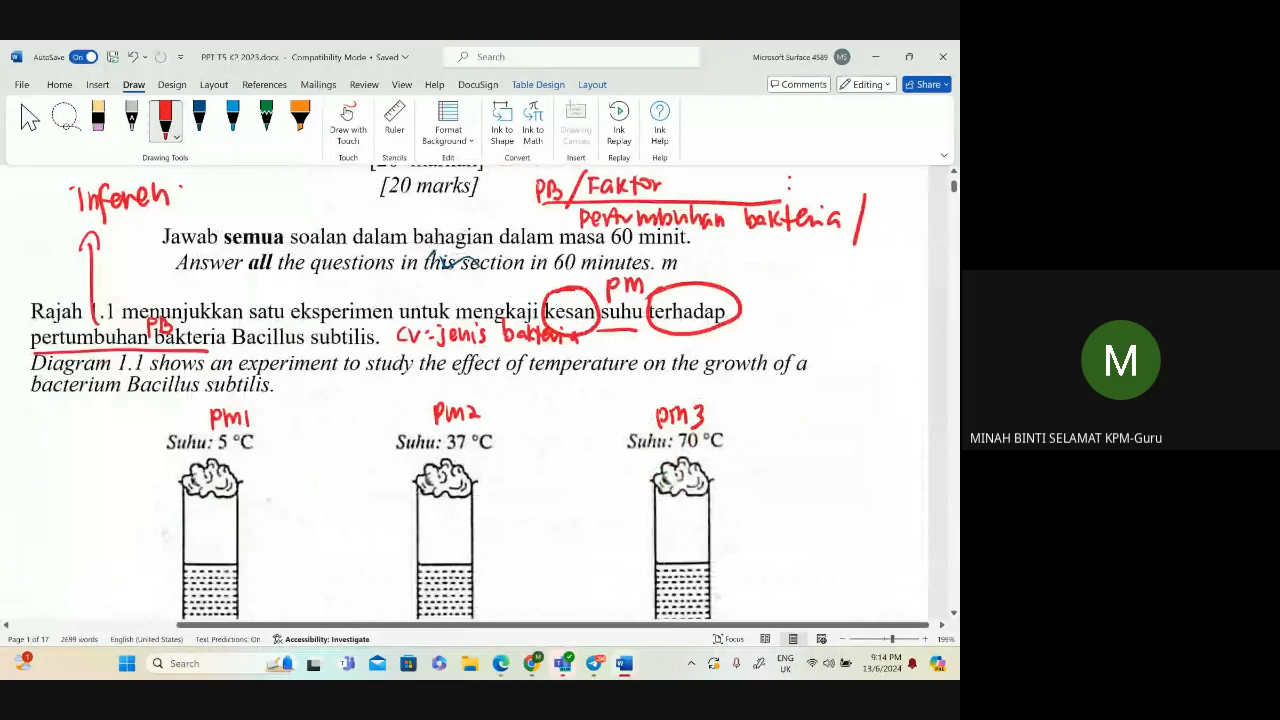 AutoSave On PPT T5 K2 2023.docx - Compatibility Mode • Saved Search Microsoft Surface 4589 MS
File Home Insert Draw Design Layout References Mailings Review View Help DocuSign Table Design Layout Comments Editing Share
Draw with Touch Ruler Format Background Ink to Shape Ink to Math Drawing Canvas Ink Replay Ink Help
Drawing Tools Touch Stencils Edit Convert Insert Replay Help
[20 marks]
Inferen
PB/Faktor :
pertumbuhan bakteria /
Jawab semua soalan dalam bahagian dalam masa 60 minit.
Answer all the questions in this section in 60 minutes. m
PM
Rajah 1.1 menunjukkan satu eksperimen untuk mengkaji kesan suhu terhadap
PB
pertumbuhan bakteria Bacillus subtilis. CV = jenis bakteria
Diagram 1.1 shows an experiment to study the effect of temperature on the growth of a
bacterium Bacillus subtilis.
PM1 PM2 PM3
Suhu: 5 °C Suhu: 37 °C Suhu: 70 °C
M
MINAH BINTI SELAMAT KPM-Guru
Page 1 of 17 2699 words English (United States) Text Predictions: On Accessibility: Investigate Focus 195%
1 Search ENG UK 9:14 PM 13/6/2024